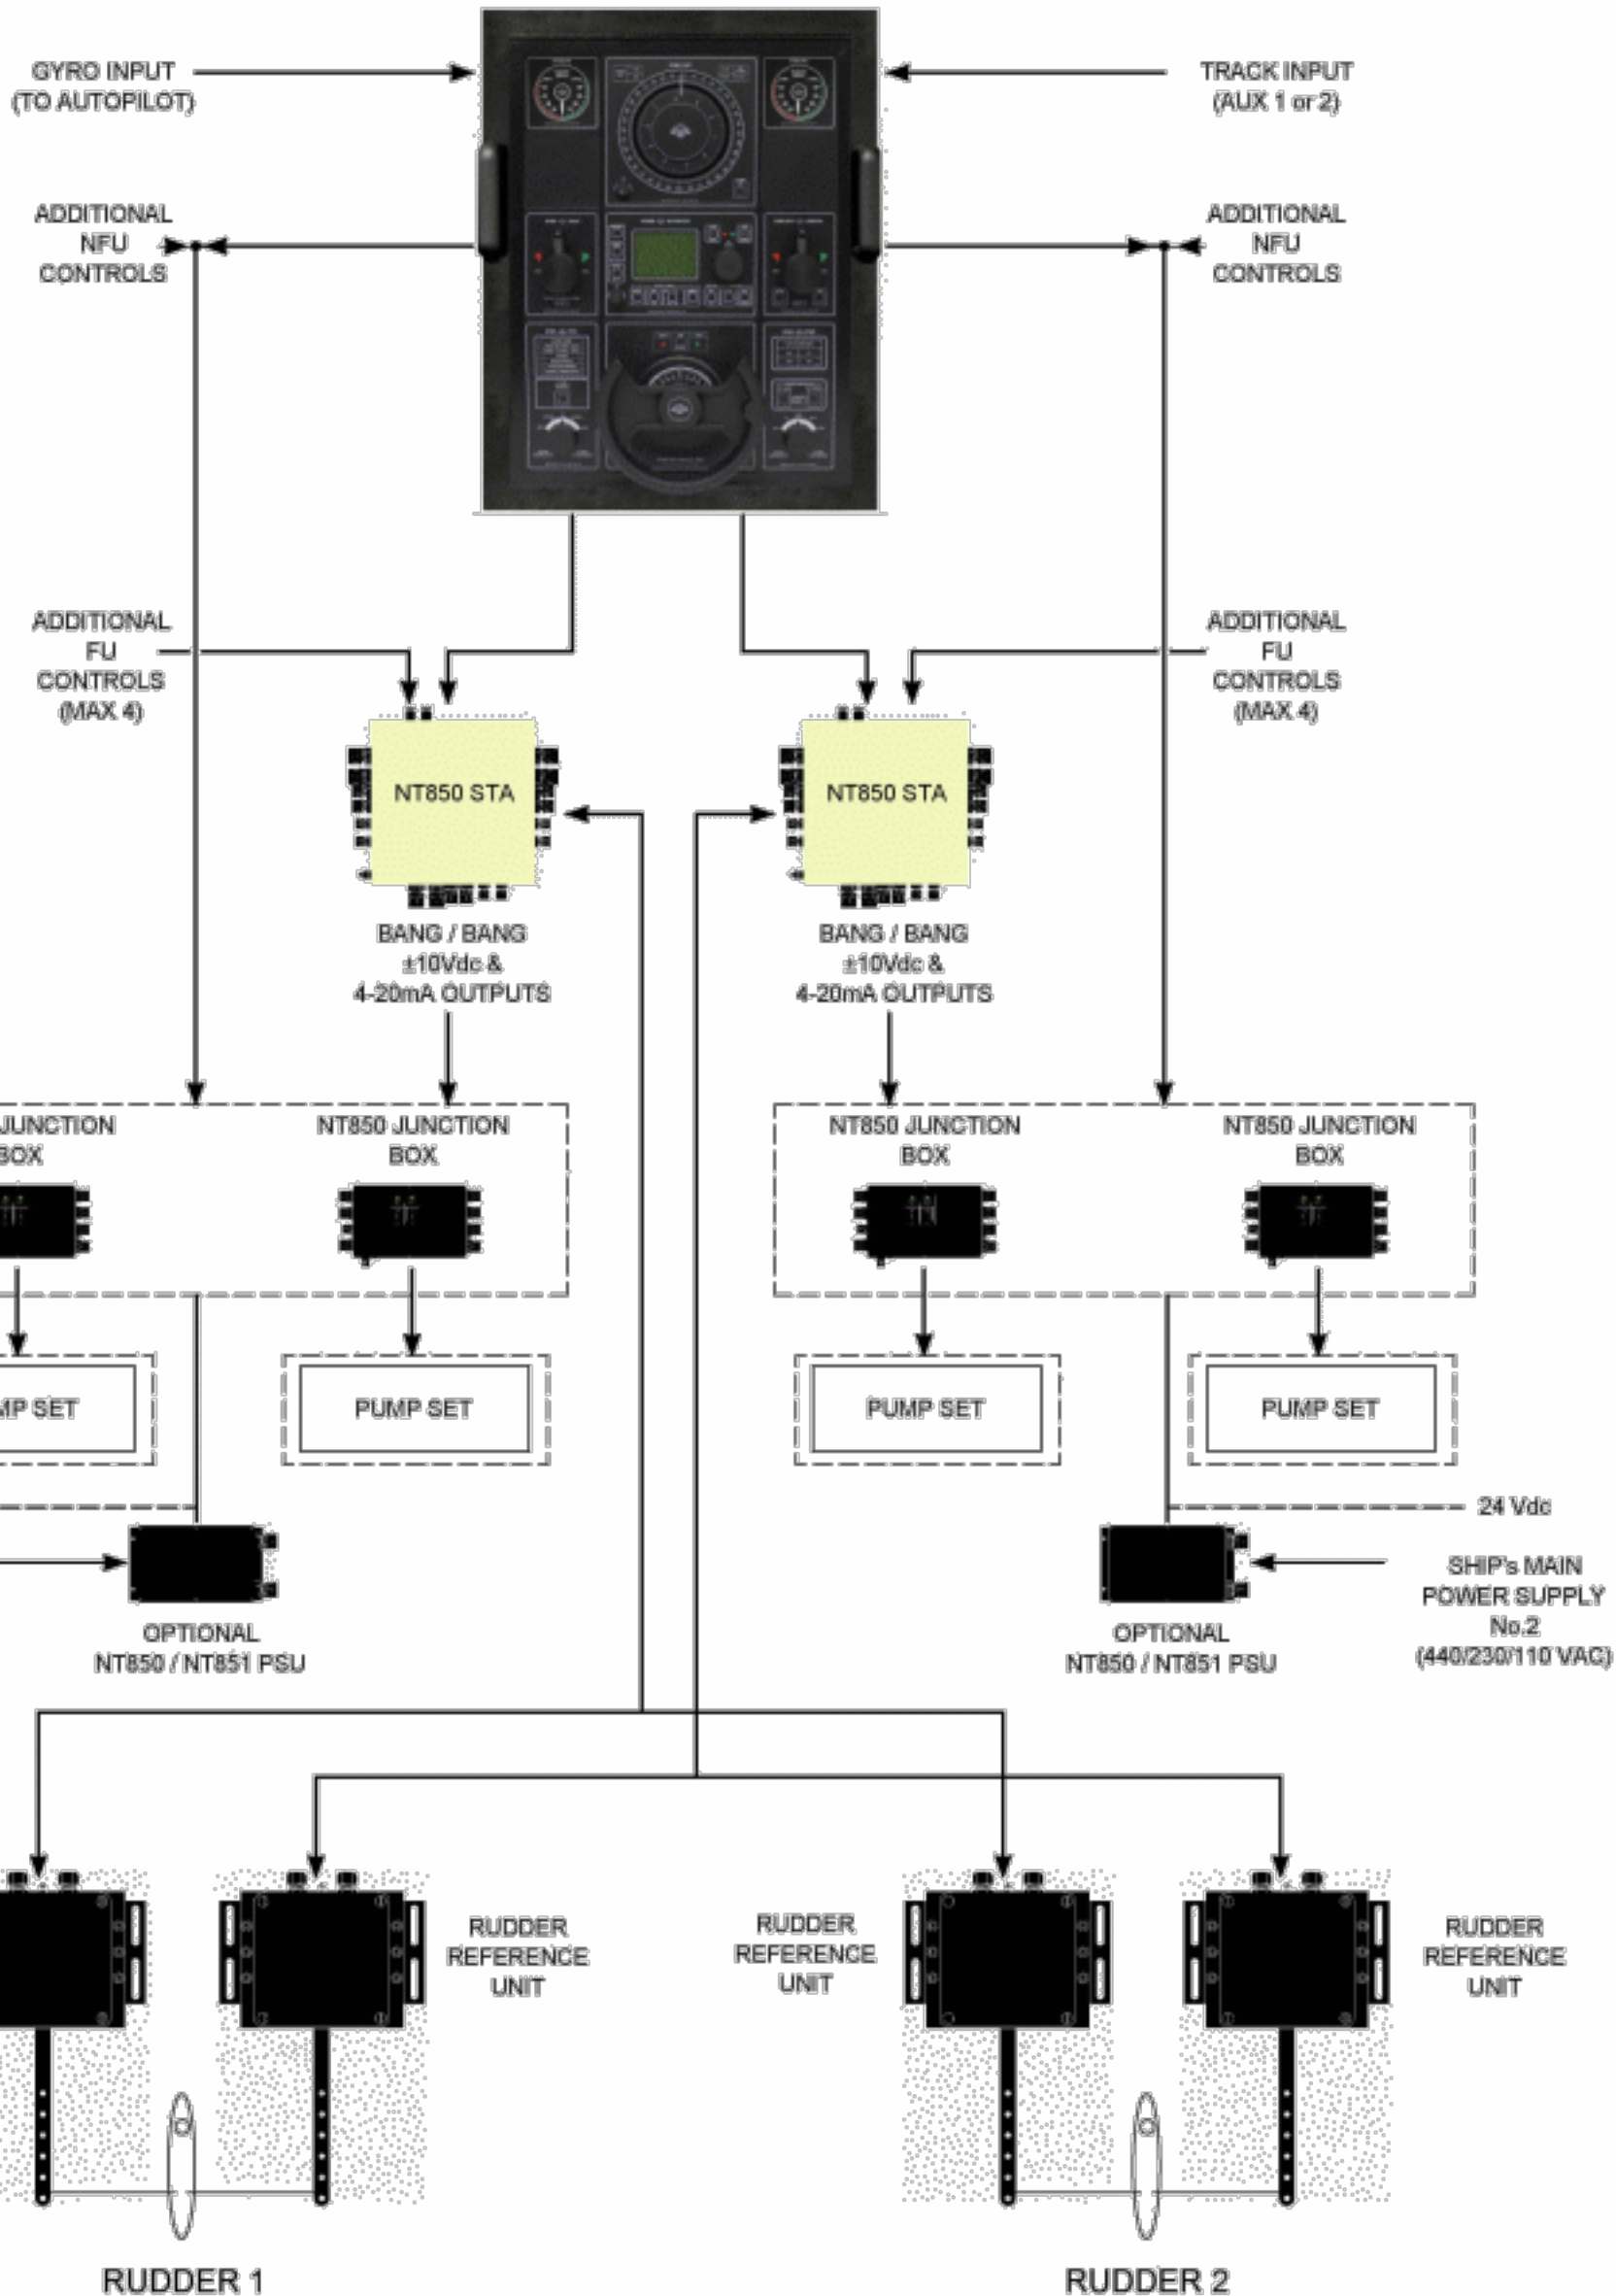 GYRO INPUT
(TO AUTOPILOT)
TRACK INPUT
(AUX 1 or 2)
ADDITIONAL
NFU
CONTROLS
ADDITIONAL
NFU
CONTROLS
ADDITIONAL
FU
CONTROLS
(MAX 4)
ADDITIONAL
FU
CONTROLS
(MAX 4)
NT850 STA
NT850 STA
BANG / BANG
±10Vdc &
4-20mA OUTPUTS
BANG / BANG
±10Vdc &
4-20mA OUTPUTS
JUNCTION
BOX
NT850 JUNCTION
BOX
NT850 JUNCTION
BOX
NT850 JUNCTION
BOX
MP SET
PUMP SET
PUMP SET
PUMP SET
24 Vdc
SHIP's MAIN
POWER SUPPLY
No.2
(440/230/110 VAC)
OPTIONAL
NT850 / NT851 PSU
OPTIONAL
NT850 / NT851 PSU
RUDDER
REFERENCE
UNIT
RUDDER
REFERENCE
UNIT
RUDDER
REFERENCE
UNIT
RUDDER 1
RUDDER 2